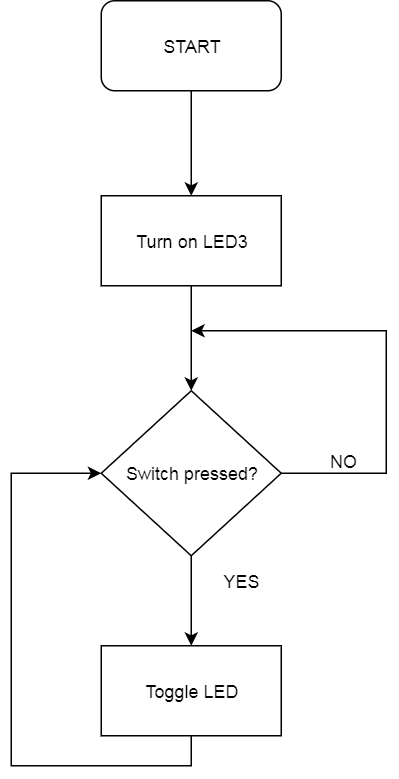 START
Turn on LED3
Switch pressed?
NO
YES
Toggle LED